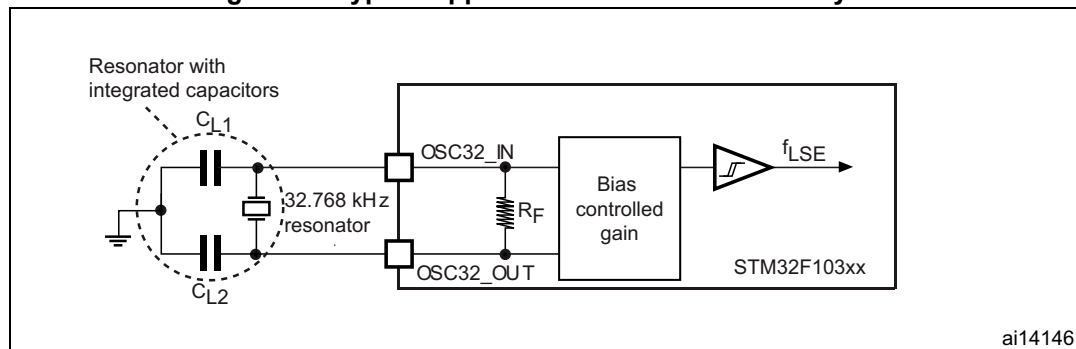 Resonator with
integrated capacitors
CL1
OSC32_IN
fLSE
32.768 kHz
resonator
RF
Bias
controlled
gain
OSC32_OUT
STM32F103xx
CL2
ai14146